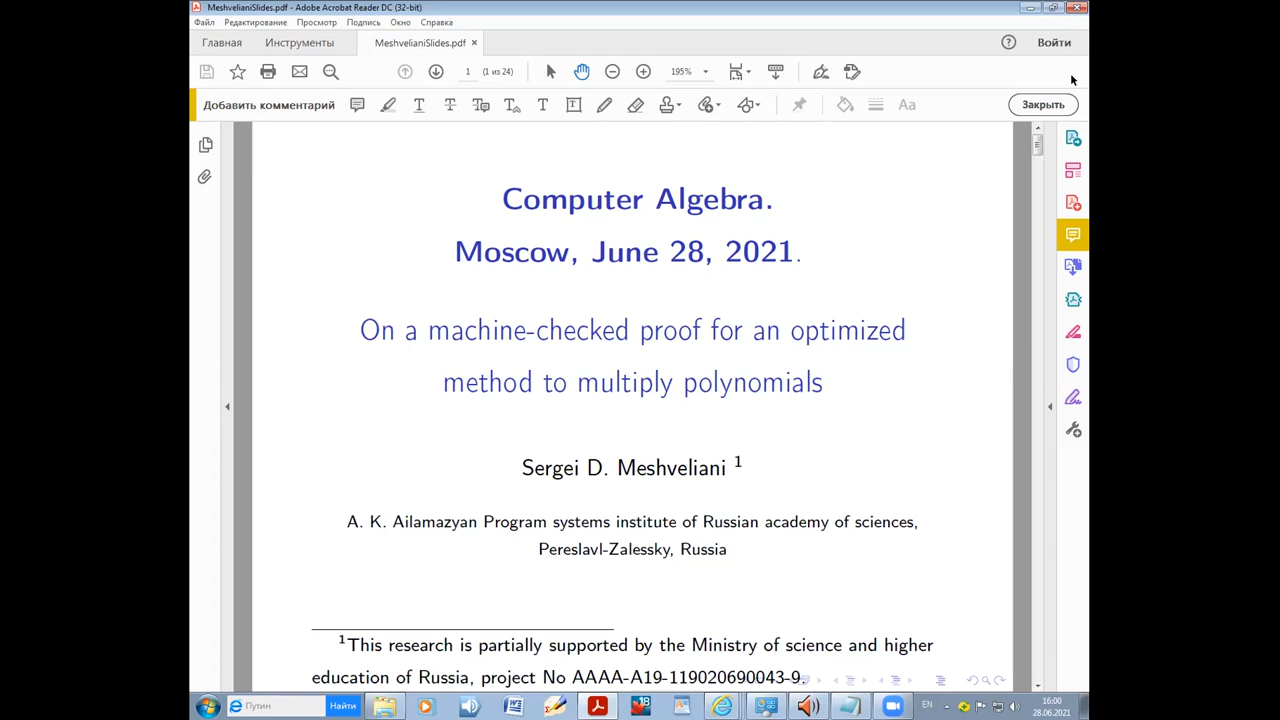 MeshvelianiSlides.pdf - Adobe Acrobat Reader DC (32-bit)
Файл Редактирование Просмотр Подпись Окно Справка
Главная Инструменты MeshvelianiSlides.pdf × Войти
1 (1 из 24) 195%
Добавить комментарий Aa Закрыть
Computer Algebra.
Moscow, June 28, 2021.
On a machine-checked proof for an optimized
method to multiply polynomials
Sergei D. Meshveliani 1
A. K. Ailamazyan Program systems institute of Russian academy of sciences,
Pereslavl-Zalessky, Russia
1This research is partially supported by the Ministry of science and higher
education of Russia, project No AAAA-A19-119020690043-9.
Путин Найти EN 16:00
28.06.2021